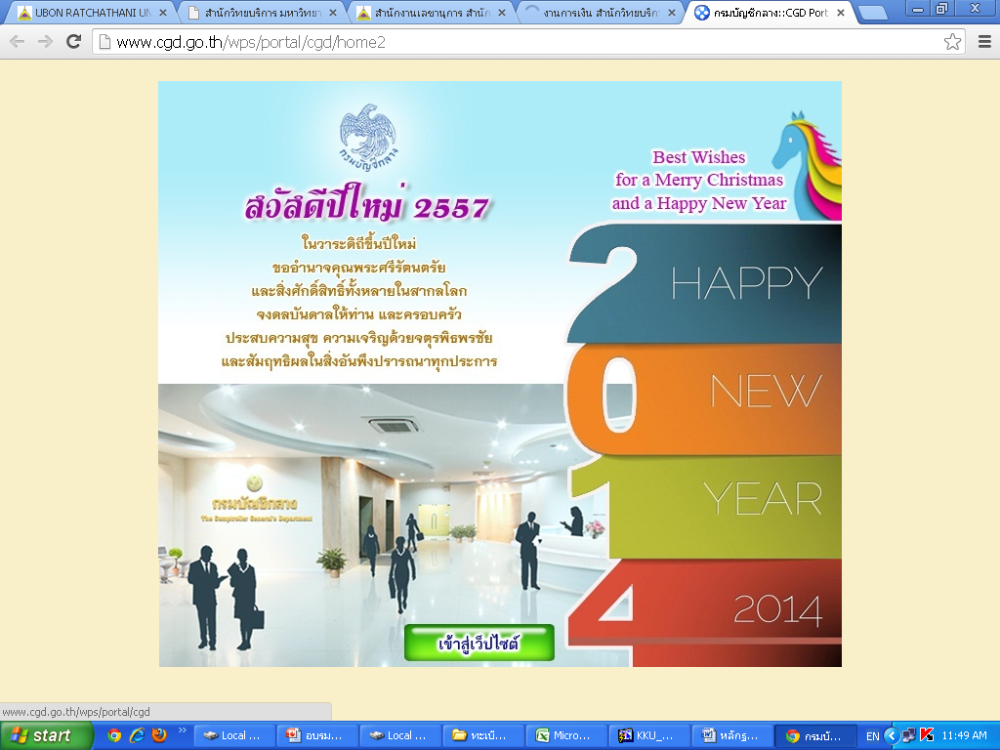 UBON RATCHATHANI UN
สำนักวิทยบริการ มหาวิทยา
สำนักงานเลขานุการ สำนัก
งานการเงิน สำนักวิทยบริก
กรมบัญชีกลาง::CGD Port
www.cgd.go.th/wps/portal/cgd/home2
กรมบัญชีกลาง
สวัสดีปีใหม่ 2557
ในวาระดิถีขึ้นปีใหม่
ขออำนาจคุณพระศรีรัตนตรัย
และสิ่งศักดิ์สิทธิ์ทั้งหลายในสากลโลก
จงดลบันดาลให้ท่าน และครอบครัว
ประสบความสุข ความเจริญด้วยจตุรพิธพรชัย
และสัมฤทธิผลในสิ่งอันพึงปรารถนาทุกประการ
Best Wishes
for a Merry Christmas
and a Happy New Year
2 HAPPY
0 NEW
1 YEAR
4 2014
กรมบัญชีกลาง
The Comptroller General's Department
เข้าสู่เว็ปไซต์
www.cgd.go.th/wps/portal/cgd
start
Local ...
อบรม...
Local ...
ทะเบี...
Micro...
KKU_...
หลักฐ...
กรมบั...
EN
11:49 AM